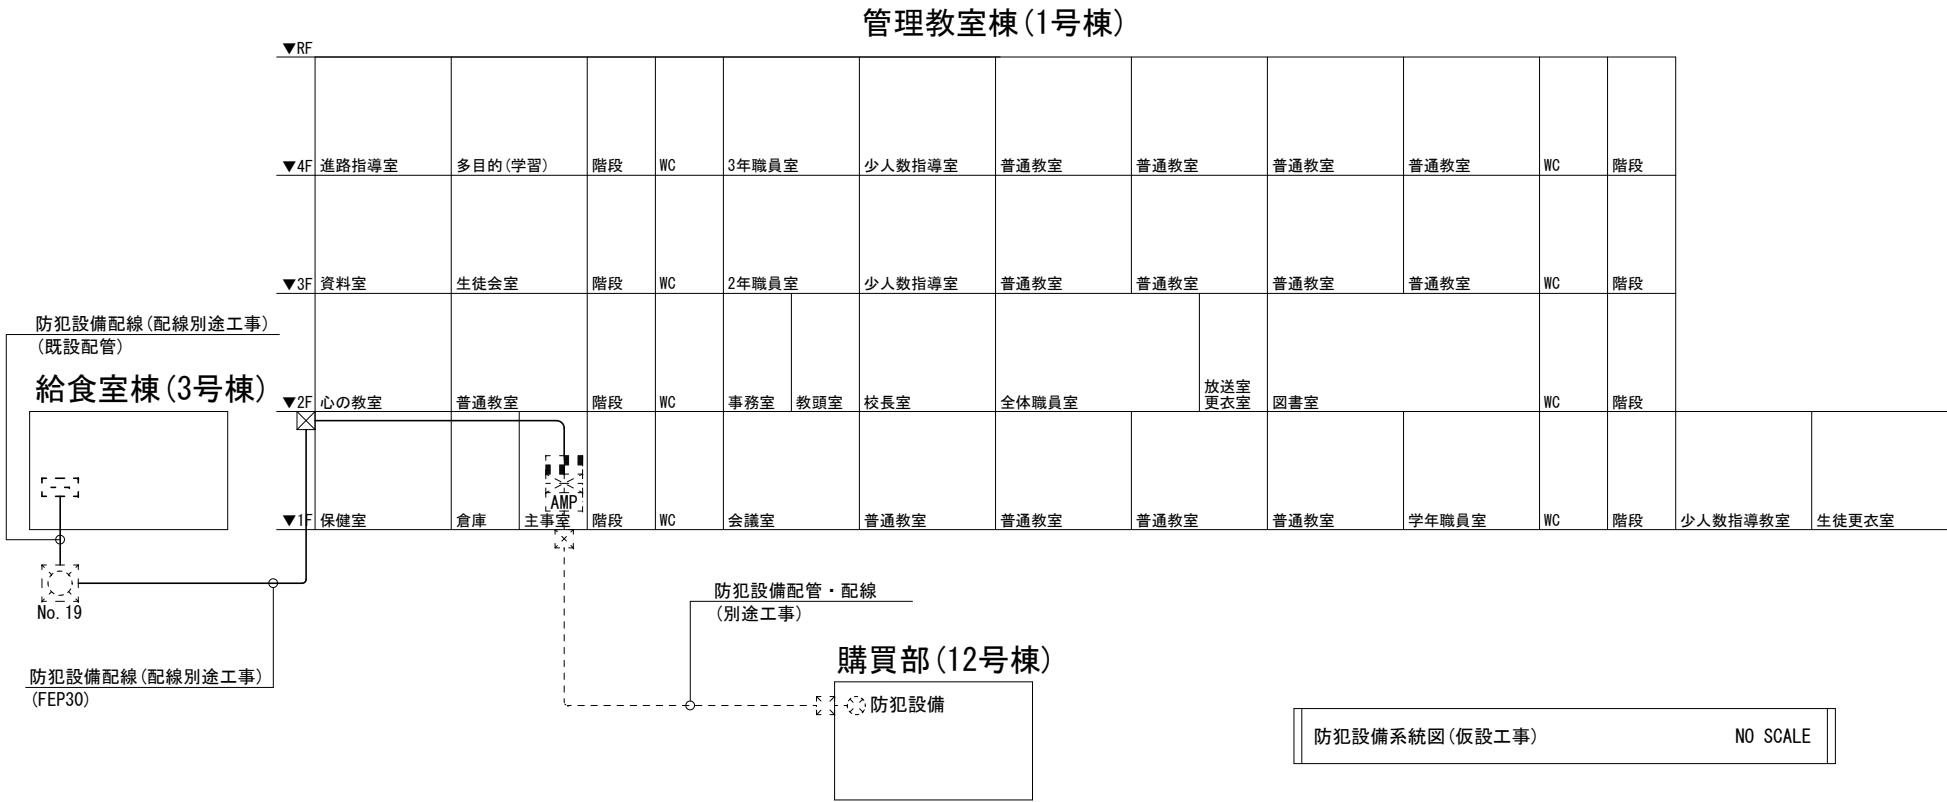 管理教室棟(1号棟)
▼RF
▼4F 進路指導室 多目的(学習) 階段 WC 3年職員室 少人数指導室 普通教室 普通教室 普通教室 普通教室 WC 階段
▼3F 資料室 生徒会室 階段 WC 2年職員室 少人数指導室 普通教室 普通教室 普通教室 普通教室 WC 階段
防犯設備配線(配線別途工事)
(既設配管)
給食室棟(3号棟)
放送室
▼2F 心の教室 普通教室 階段 WC 事務室 教頭室 校長室 全体職員室 更衣室 図書室 WC 階段
AMP
▼1F 保健室 倉庫 主事室 階段 WC 会議室 普通教室 普通教室 普通教室 普通教室 学年職員室 WC 階段 少人数指導教室 生徒更衣室
No.19
防犯設備配管・配線
(別途工事)
防犯設備配線(配線別途工事)
(FEP30)
購買部(12号棟)
防犯設備
防犯設備系統図(仮設工事) NO SCALE